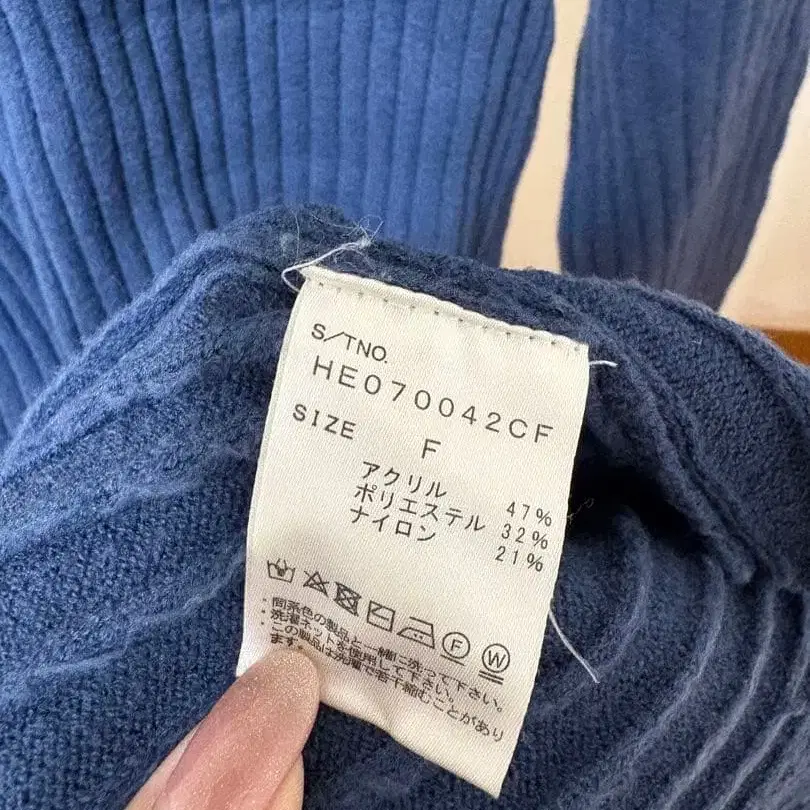 S/TNO.
HE070042CF
SIZE
F
アクリル 47%
ポリエステル 32%
ナイロン 21%
F W
・同系色の製品と一緒に洗って下さい。
・洗濯ネットを使用して下さい。
・この製品は洗濯で若干縮むことがあり
ます。